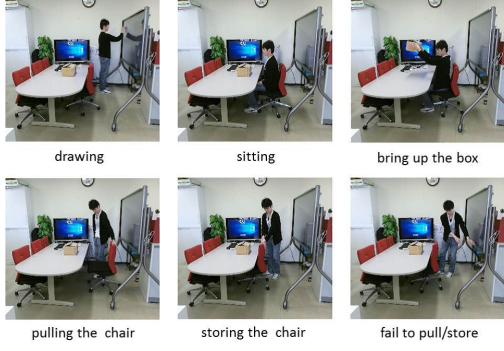 drawing
sitting
bring up the box
pulling the chair
storing the chair
fail to pull/store